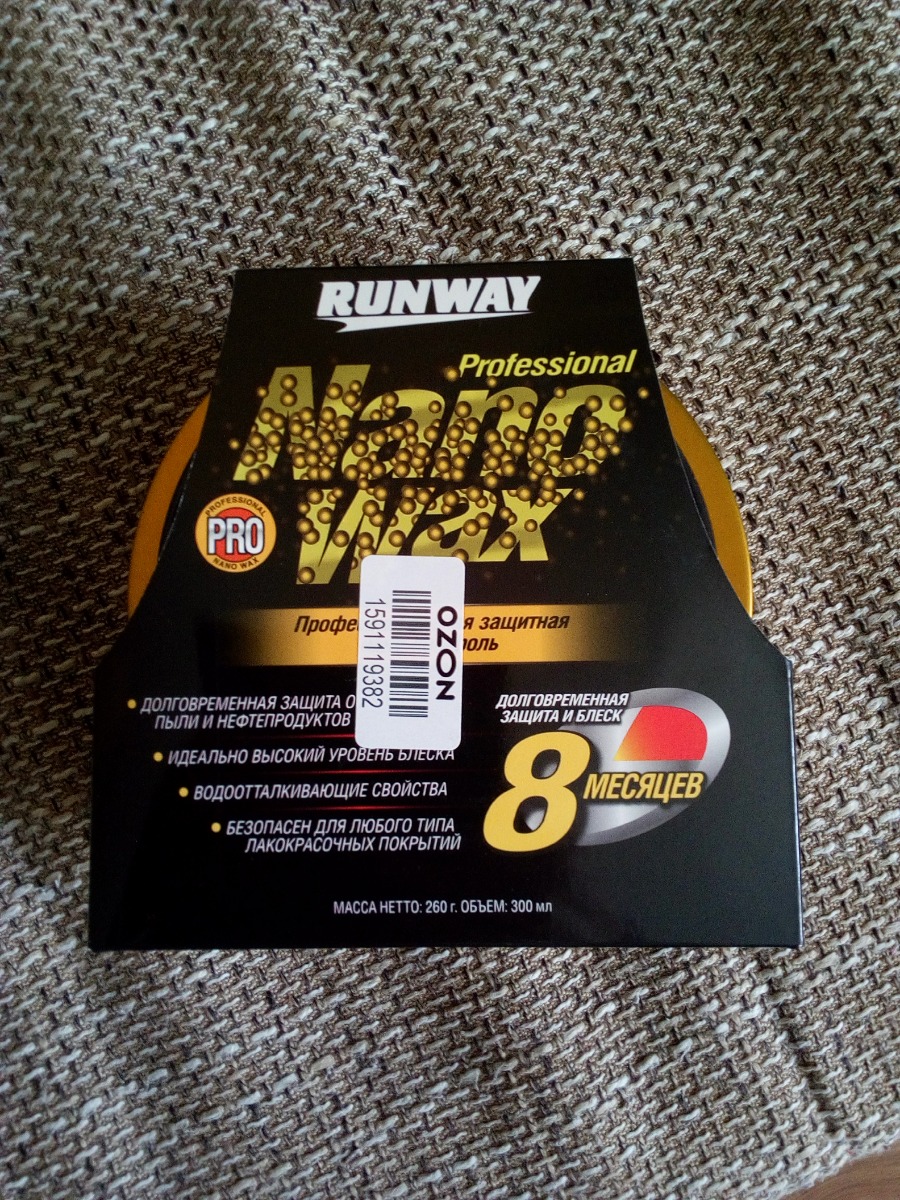 RUNWAY
Professional
Nano
Wax
PROFESSIONAL
PRO
NANO WAX
защитная
OZON
1591119382
• ДОЛГОВРЕМЕННАЯ ЗАЩИТА
ПЫЛИ И НЕФТЕПРОДУКТОВ
• ИДЕАЛЬНО ВЫСОКИЙ УРОВЕНЬ БЛЕСКА
• ВОДООТТАЛКИВАЮЩИЕ СВОЙСТВА
• БЕЗОПАСЕН ДЛЯ ЛЮБОГО ТИПА
ЛАКОКРАСОЧНЫХ ПОКРЫТИЙ
ДОЛГОВРЕМЕННАЯ
ЗАЩИТА И БЛЕСК
8 МЕСЯЦЕВ
МАССА НЕТТО: 260 г. ОБЪЕМ: 300 мл